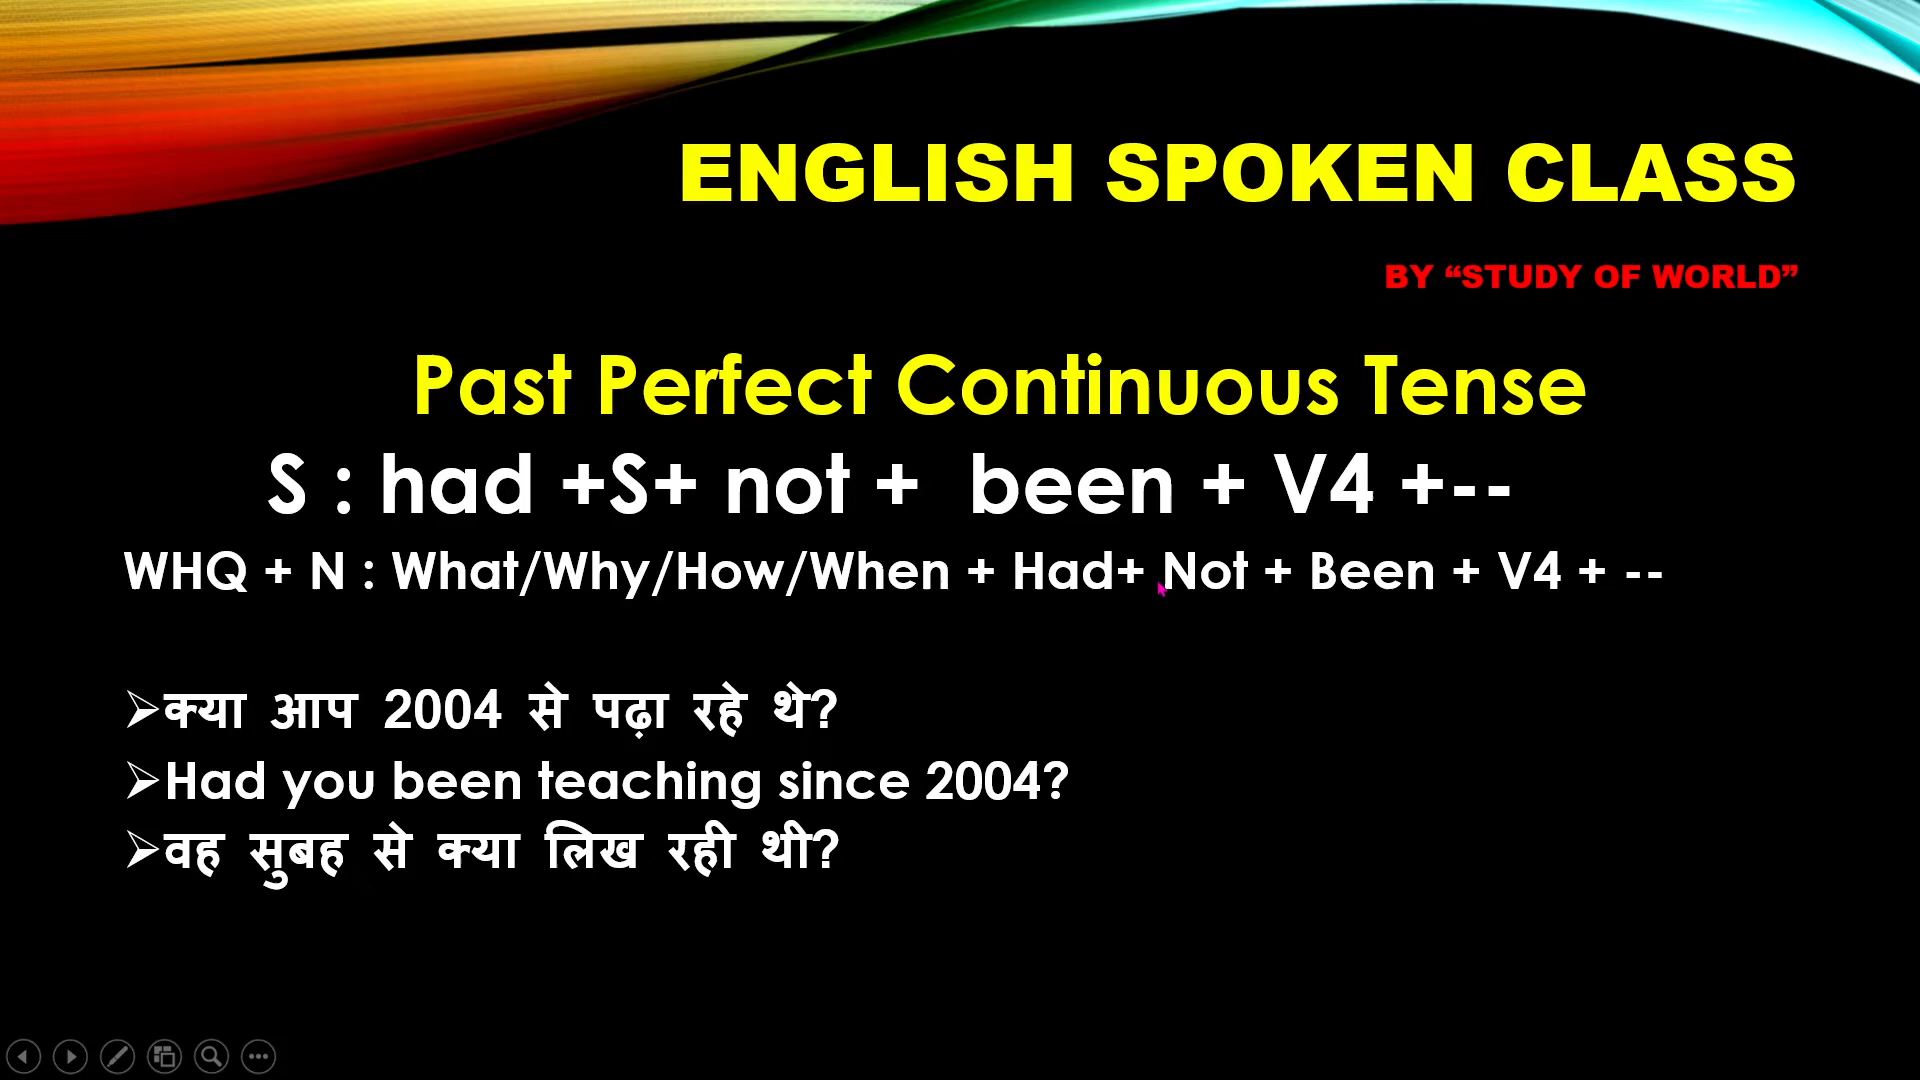 ENGLISH SPOKEN CLASS
BY “STUDY OF WORLD”
Past Perfect Continuous Tense
S : had +S+ not + been + V4 +--
WHQ + N : What/Why/How/When + Had+ Not + Been + V4 + --
➢क्या आप 2004 से पढ़ा रहे थे?
➢Had you been teaching since 2004?
➢वह सुबह से क्या लिख रही थी?